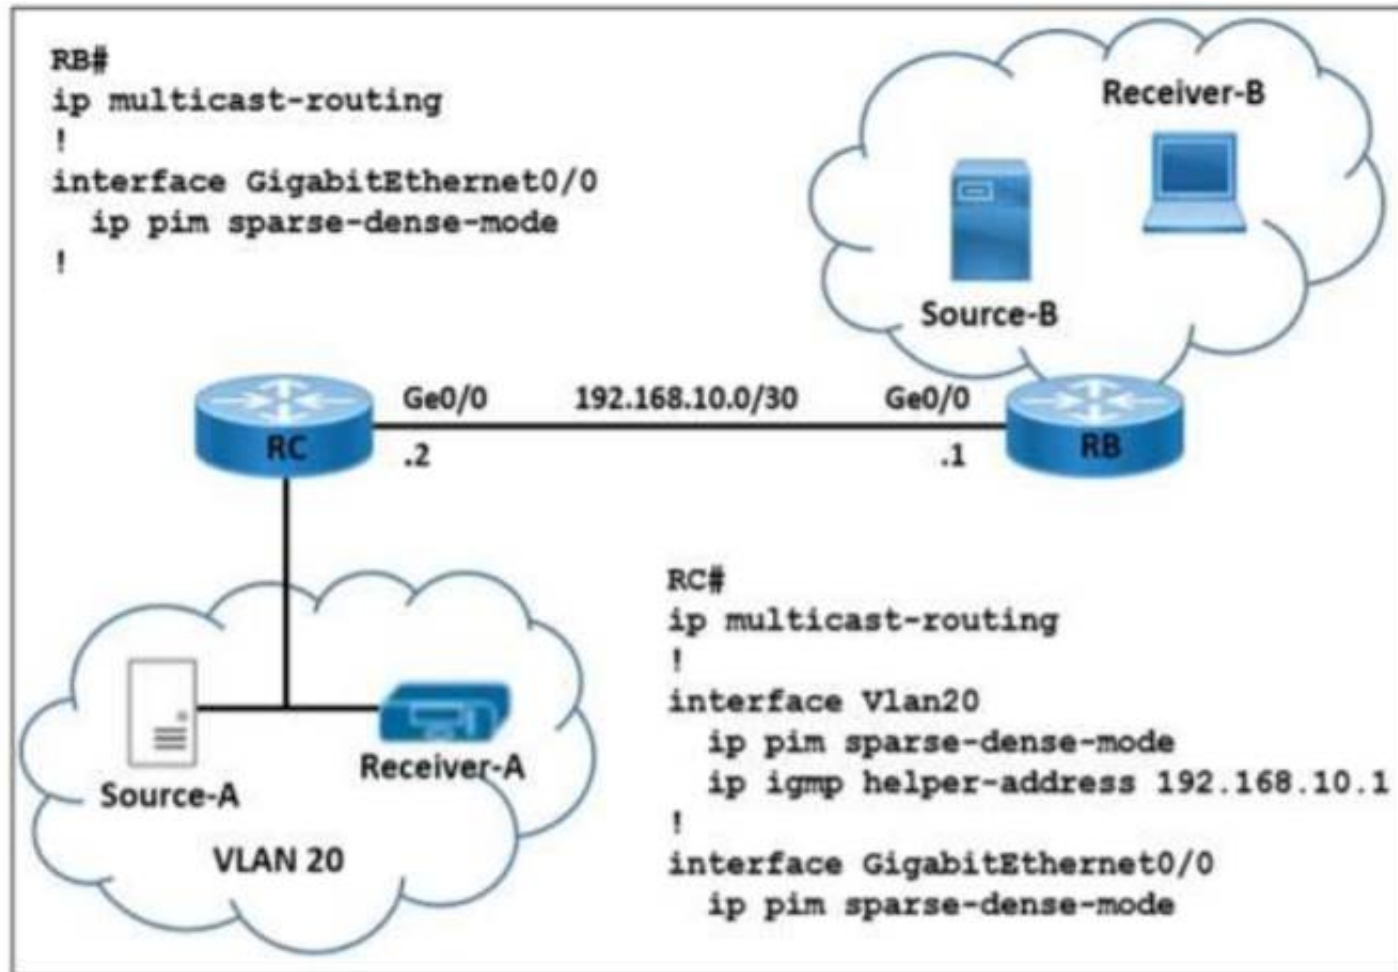 RB#
ip multicast-routing
!
interface GigabitEthernet0/0
  ip pim sparse-dense-mode
!
Receiver-B
Source-B
Ge0/0 192.168.10.0/30 Ge0/0
RC .2 .1 RB
RC#
ip multicast-routing
!
interface Vlan20
  ip pim sparse-dense-mode
  ip igmp helper-address 192.168.10.1
!
interface GigabitEthernet0/0
  ip pim sparse-dense-mode
Source-A
Receiver-A
VLAN 20